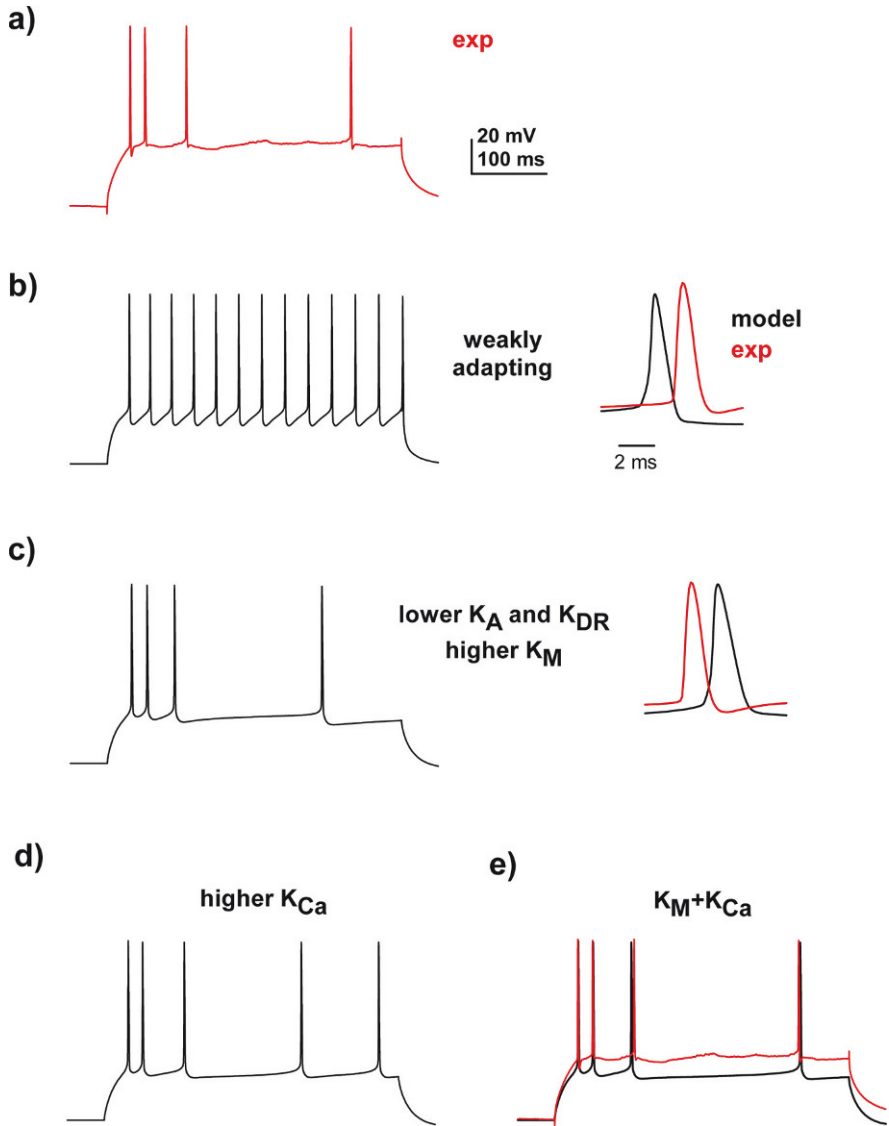 a)
exp
20 mV
100 ms
b)
weakly
adapting
model
exp
2 ms
c)
lower KA and KDR
higher KM
d)
higher KCa
e)
KM+KCa